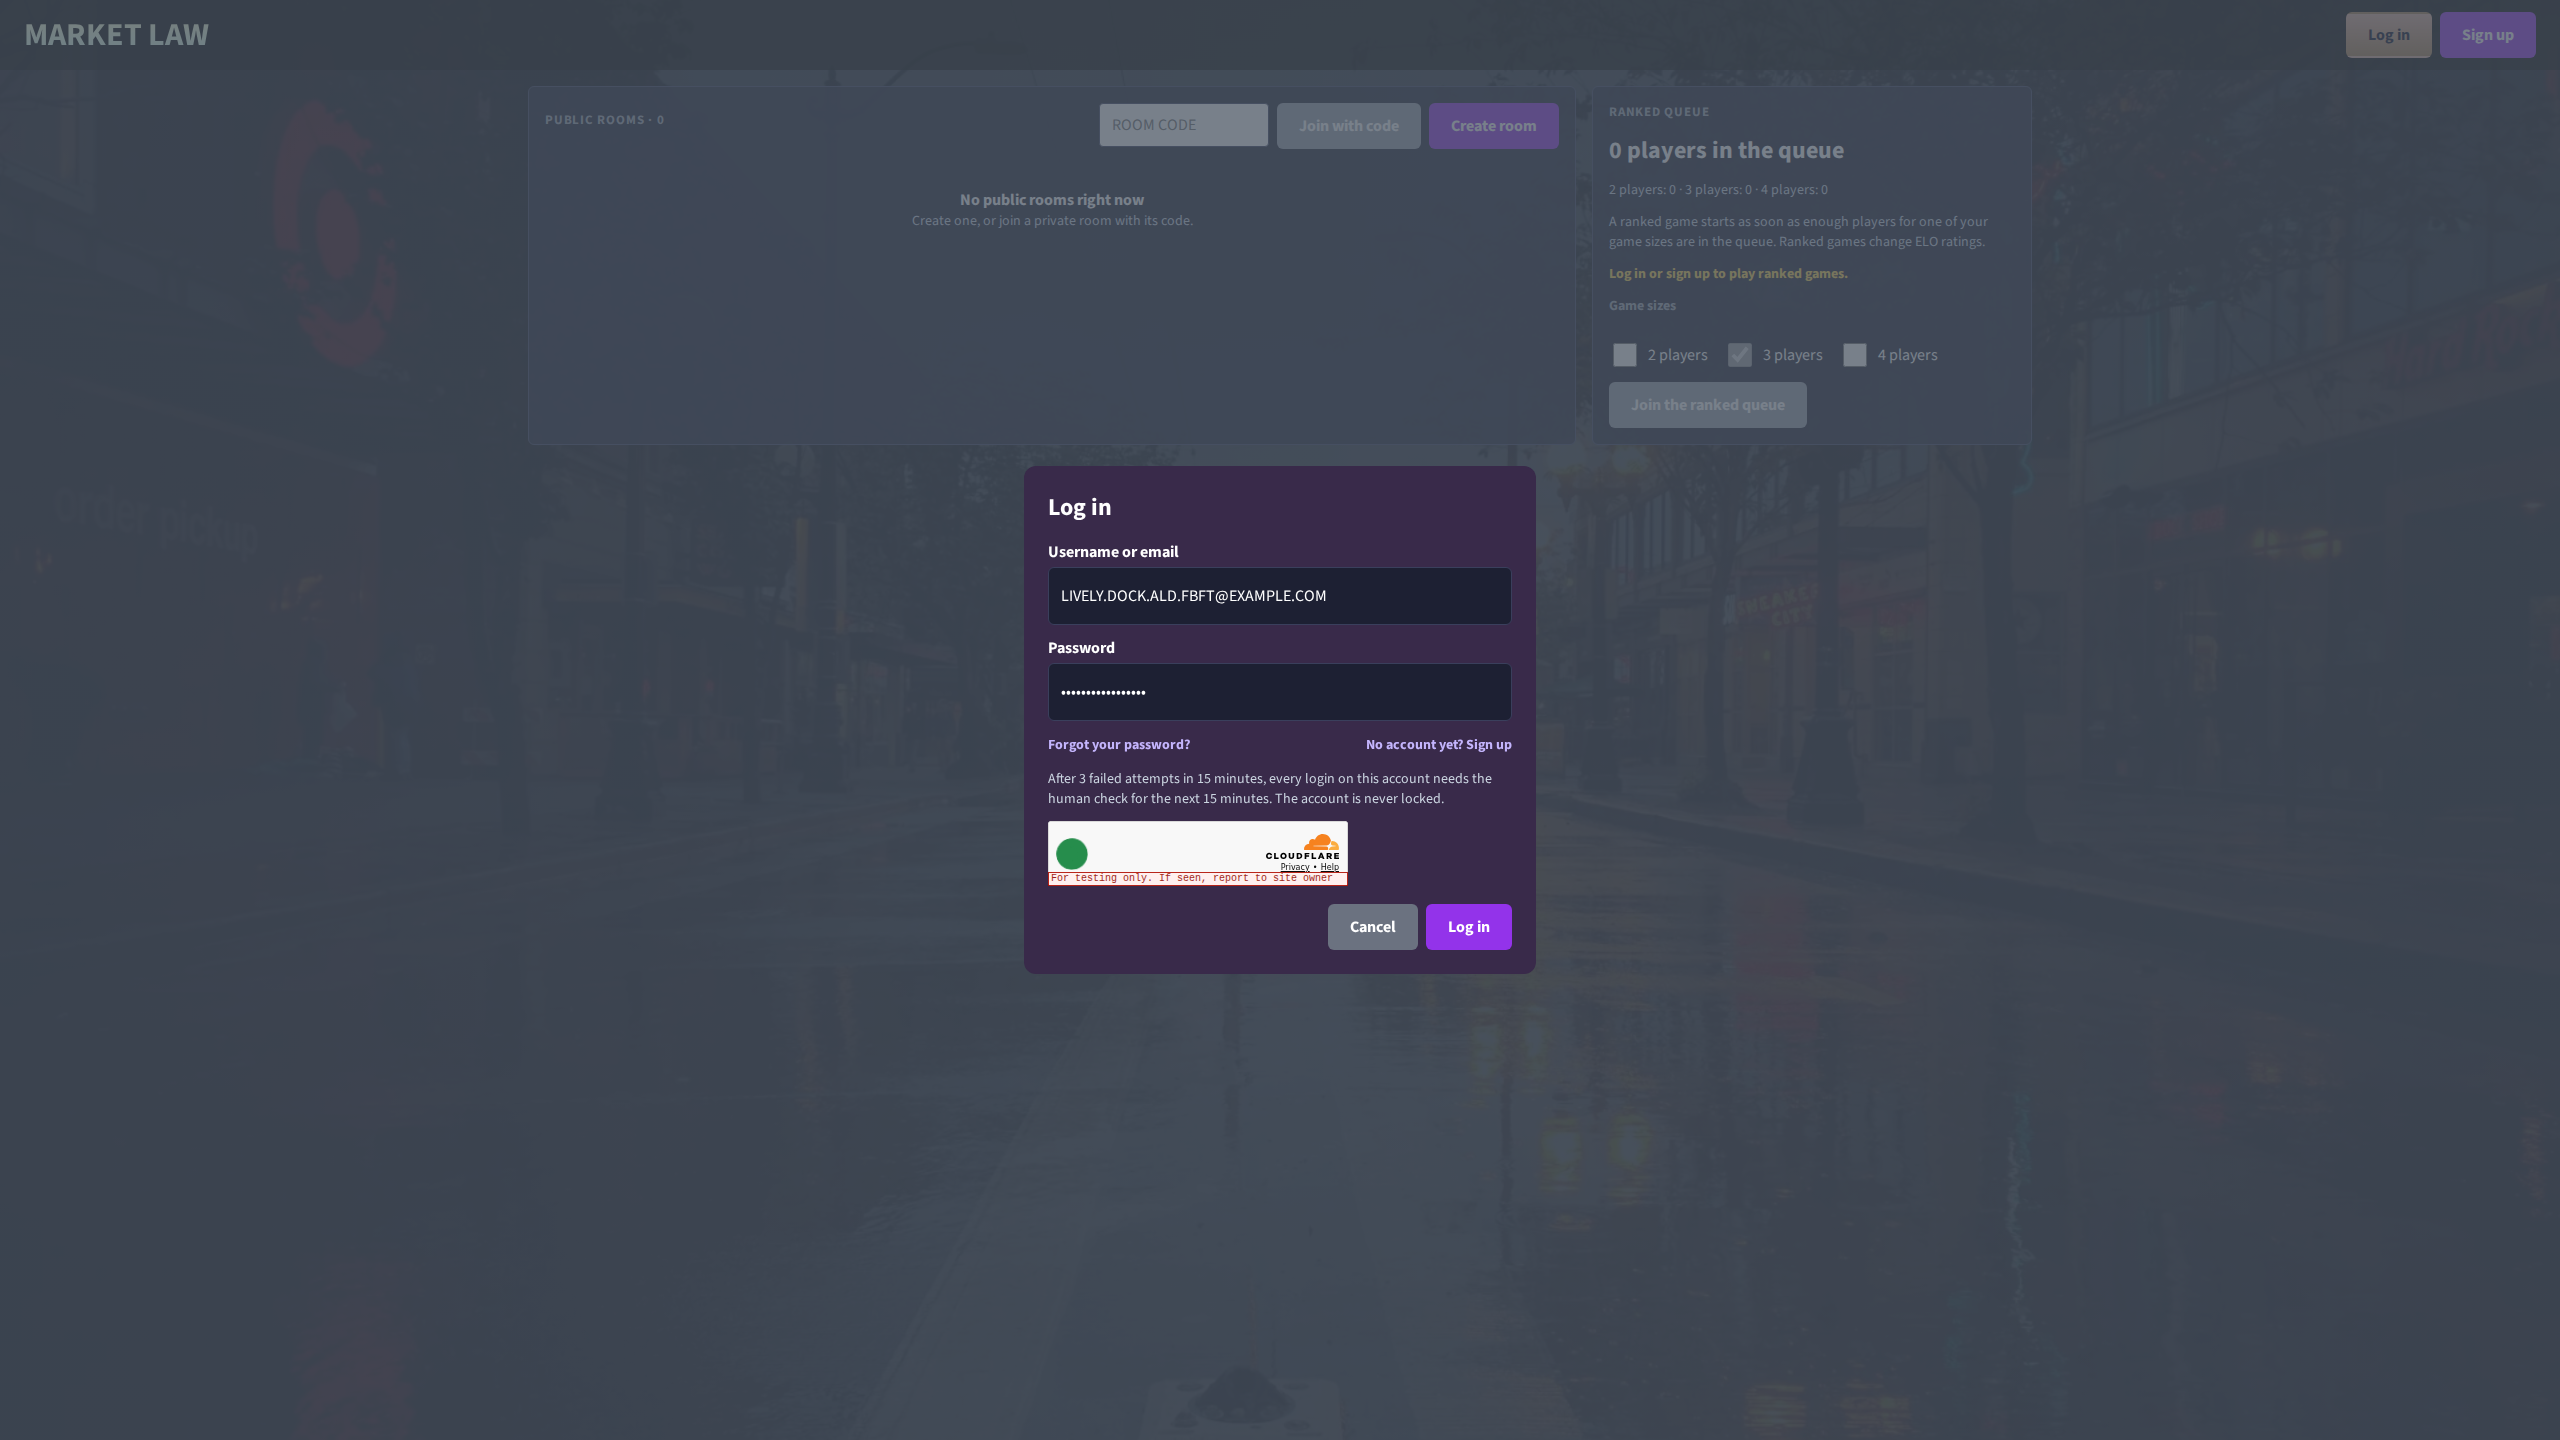 MARKET LAW
Log in
Sign up
PUBLIC ROOMS · 0
ROOM CODE
Join with code
Create room
No public rooms right now
Create one, or join a private room with its code.
RANKED QUEUE
0 players in the queue
2 players: 0 · 3 players: 0 · 4 players: 0
A ranked game starts as soon as enough players for one of your
game sizes are in the queue. Ranked games change ELO ratings.
Log in or sign up to play ranked games.
Game sizes
2 players
3 players
4 players
Join the ranked queue
order pickup
SNEAKER
CITY
Log in
Username or email
LIVELY.DOCK.ALD.FBFT@EXAMPLE.COM
Password
•••••••••••••••••
Forgot your password?
No account yet? Sign up
After 3 failed attempts in 15 minutes, every login on this account needs the
human check for the next 15 minutes. The account is never locked.
CLOUDFLARE
Privacy • Help
For testing only. If seen, report to site owner
Cancel
Log in